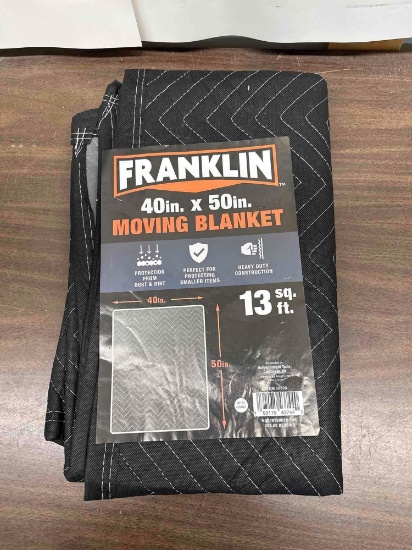 FRANKLIN
TM
40in. x 50in.
MOVING BLANKET
PROTECTION
FROM
DUST & DIRT
PERFECT FOR
PROTECTING
SMALLER ITEMS
HEAVY DUTY
CONSTRUCTION
13 sq.
ft.
40in.
50in.